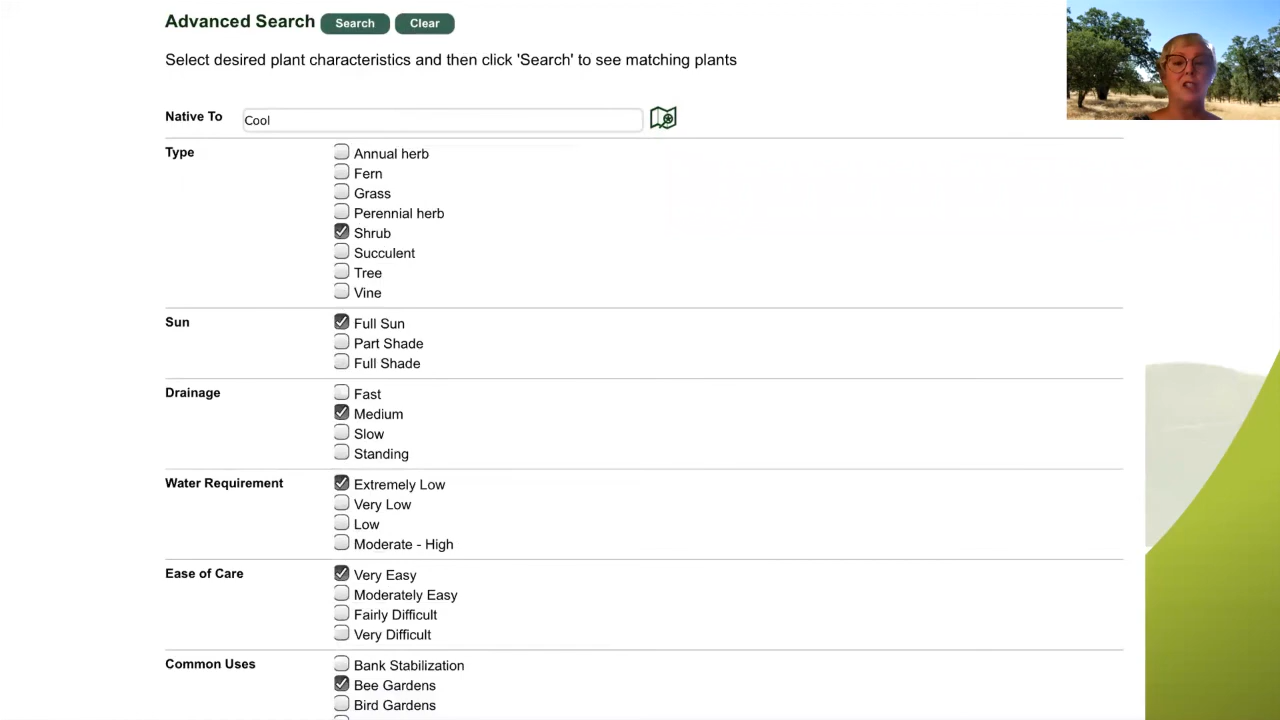 Advanced Search Search Clear
Select desired plant characteristics and then click 'Search' to see matching plants
Native To Cool
Type Annual herb
Fern
Grass
Perennial herb
Shrub
Succulent
Tree
Vine
Sun Full Sun
Part Shade
Full Shade
Drainage Fast
Medium
Slow
Standing
Water Requirement Extremely Low
Very Low
Low
Moderate - High
Ease of Care Very Easy
Moderately Easy
Fairly Difficult
Very Difficult
Common Uses Bank Stabilization
Bee Gardens
Bird Gardens